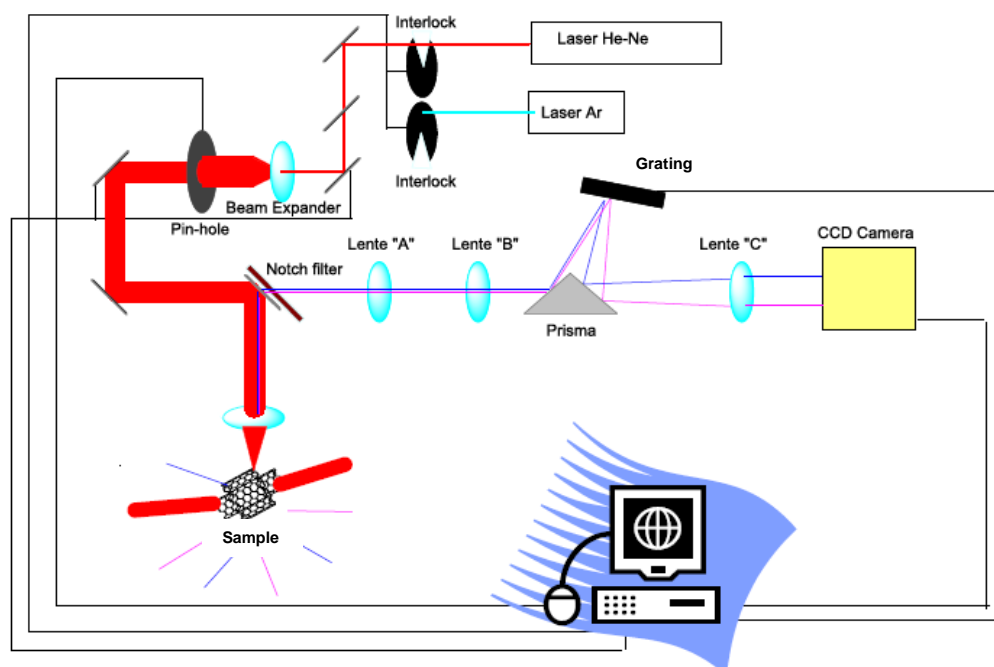 Interlock
Laser He-Ne
Laser Ar
Interlock
Grating
Beam Expander
Pin-hole
CCD Camera
Lente "A"
Lente "B"
Lente "C"
Notch filter
Prisma
Sample